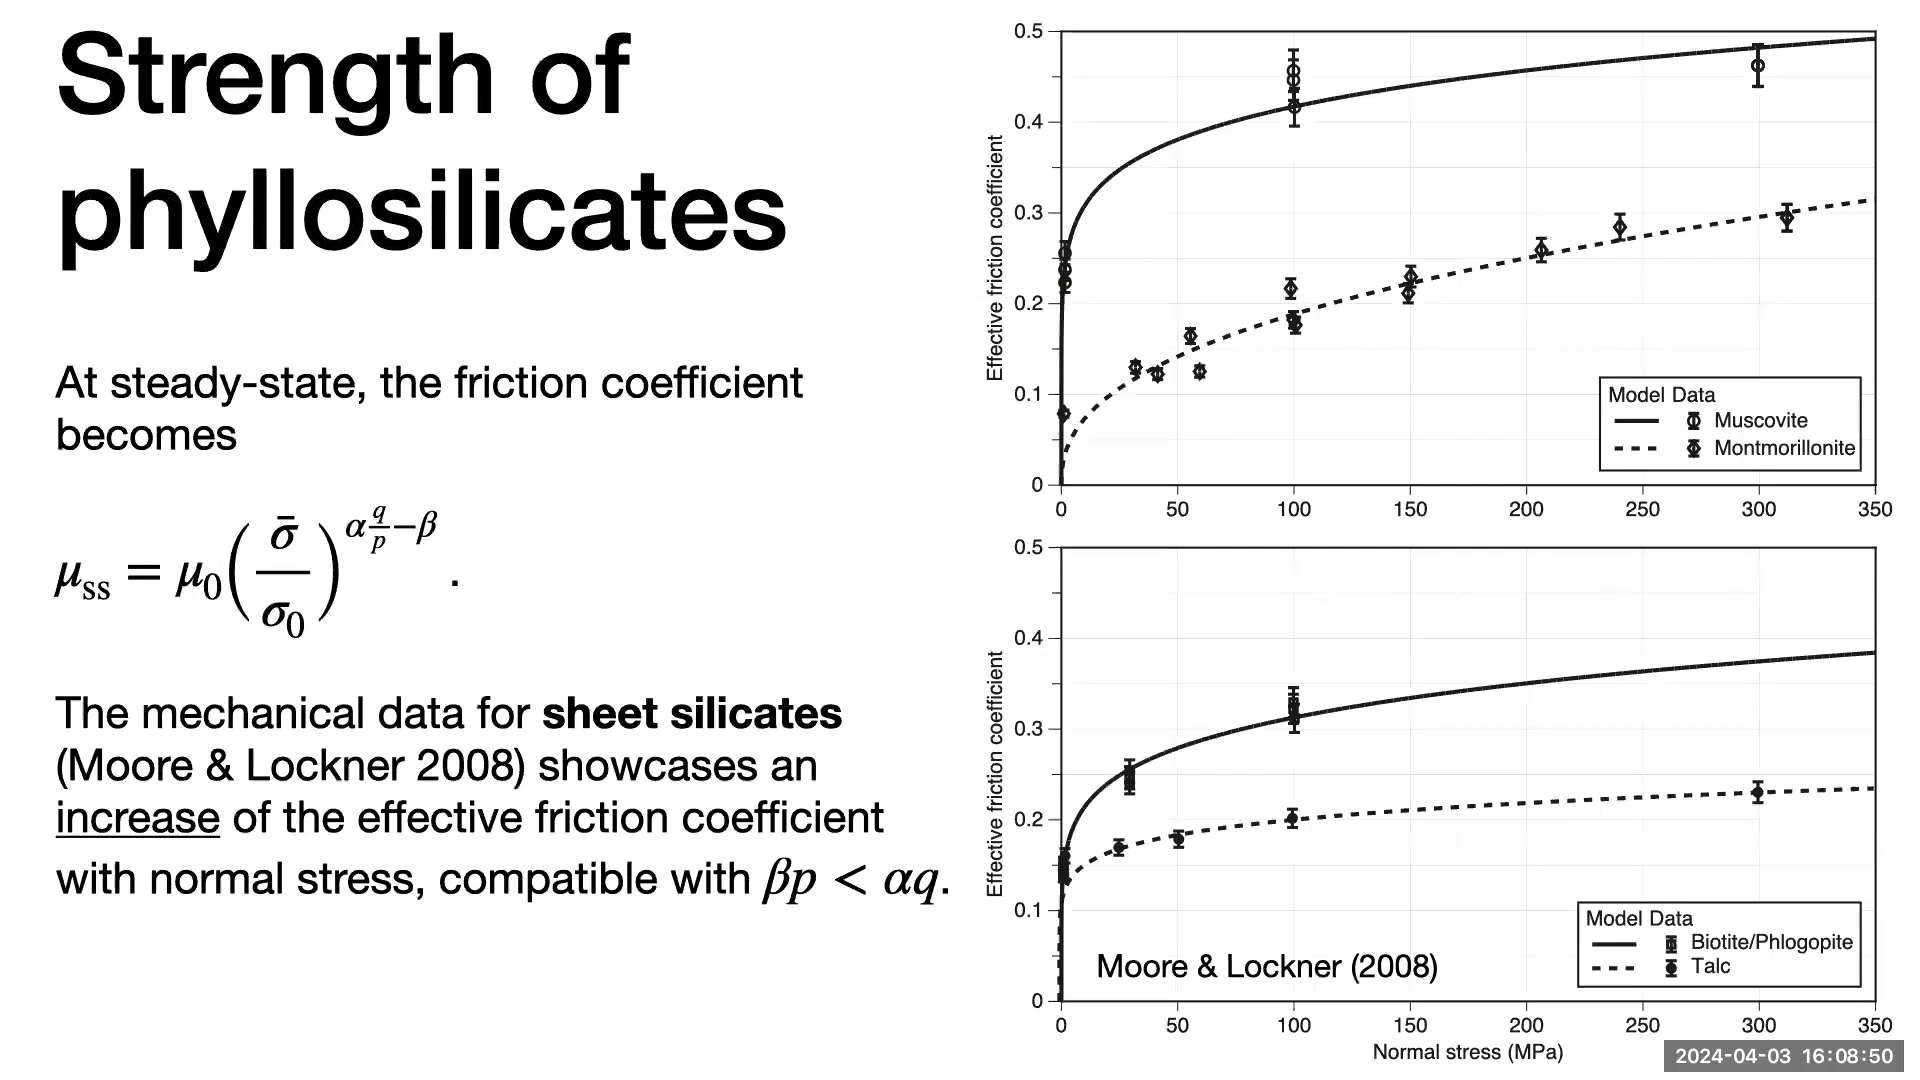 Strength of
phyllosilicates
At steady-state, the friction coefficient
becomes
μss = μ0(σ̄/σ0)^(α q/p − β) .
The mechanical data for sheet silicates
(Moore & Lockner 2008) showcases an
increase of the effective friction coefficient
with normal stress, compatible with βp < αq.
0.5
0.4
0.3
0.2
0.1
0
Effective friction coefficient
0 50 100 150 200 250 300 350
Model Data
Muscovite
Montmorillonite
0.5
0.4
0.3
0.2
0.1
0
Effective friction coefficient
0 50 100 150 200 250 300 350
Normal stress (MPa)
Moore & Lockner (2008)
Model Data
Biotite/Phlogopite
Talc
2024-04-03 16:08:50